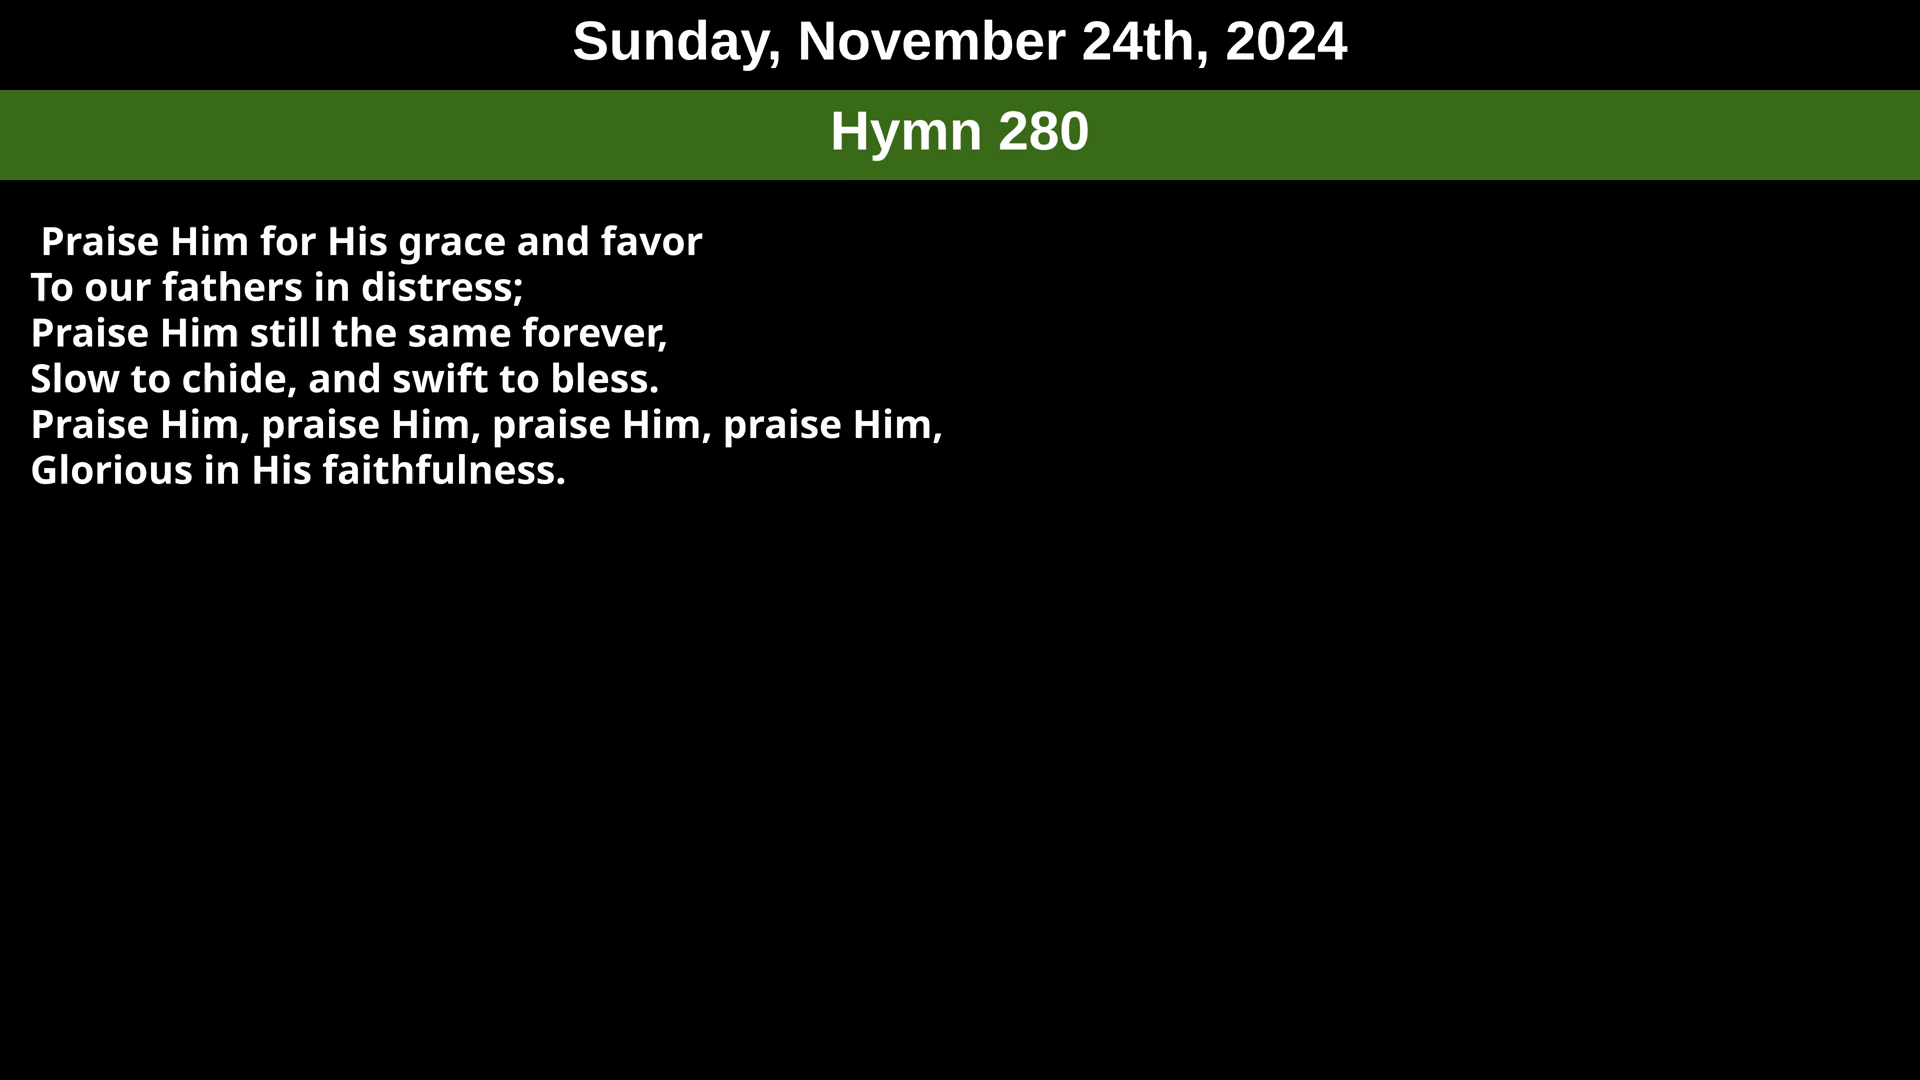 Sunday, November 24th, 2024
Hymn 280
Praise Him for His grace and favor
To our fathers in distress;
Praise Him still the same forever,
Slow to chide, and swift to bless.
Praise Him, praise Him, praise Him, praise Him,
Glorious in His faithfulness.